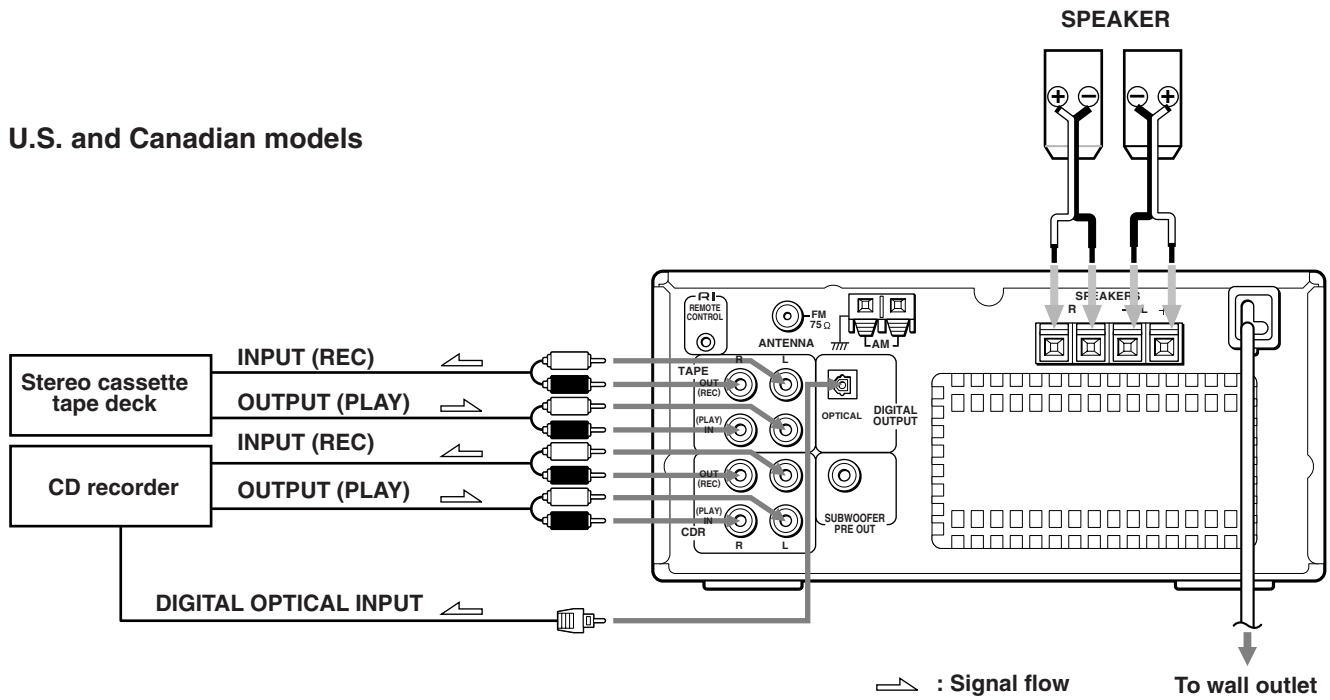 SPEAKER
U.S. and Canadian models
+ − − +
RI
REMOTE
CONTROL
FM
75 Ω
ANTENNA
AM
SPEAKERS
R - L +
Stereo cassette
tape deck
INPUT (REC)
OUTPUT (PLAY)
CD recorder
INPUT (REC)
OUTPUT (PLAY)
DIGITAL OPTICAL INPUT
R L
TAPE
OUT
(REC)
(PLAY)
IN
OUT
(REC)
(PLAY)
IN
CDR
R L
OPTICAL
DIGITAL
OUTPUT
SUBWOOFER
PRE OUT
: Signal flow
To wall outlet